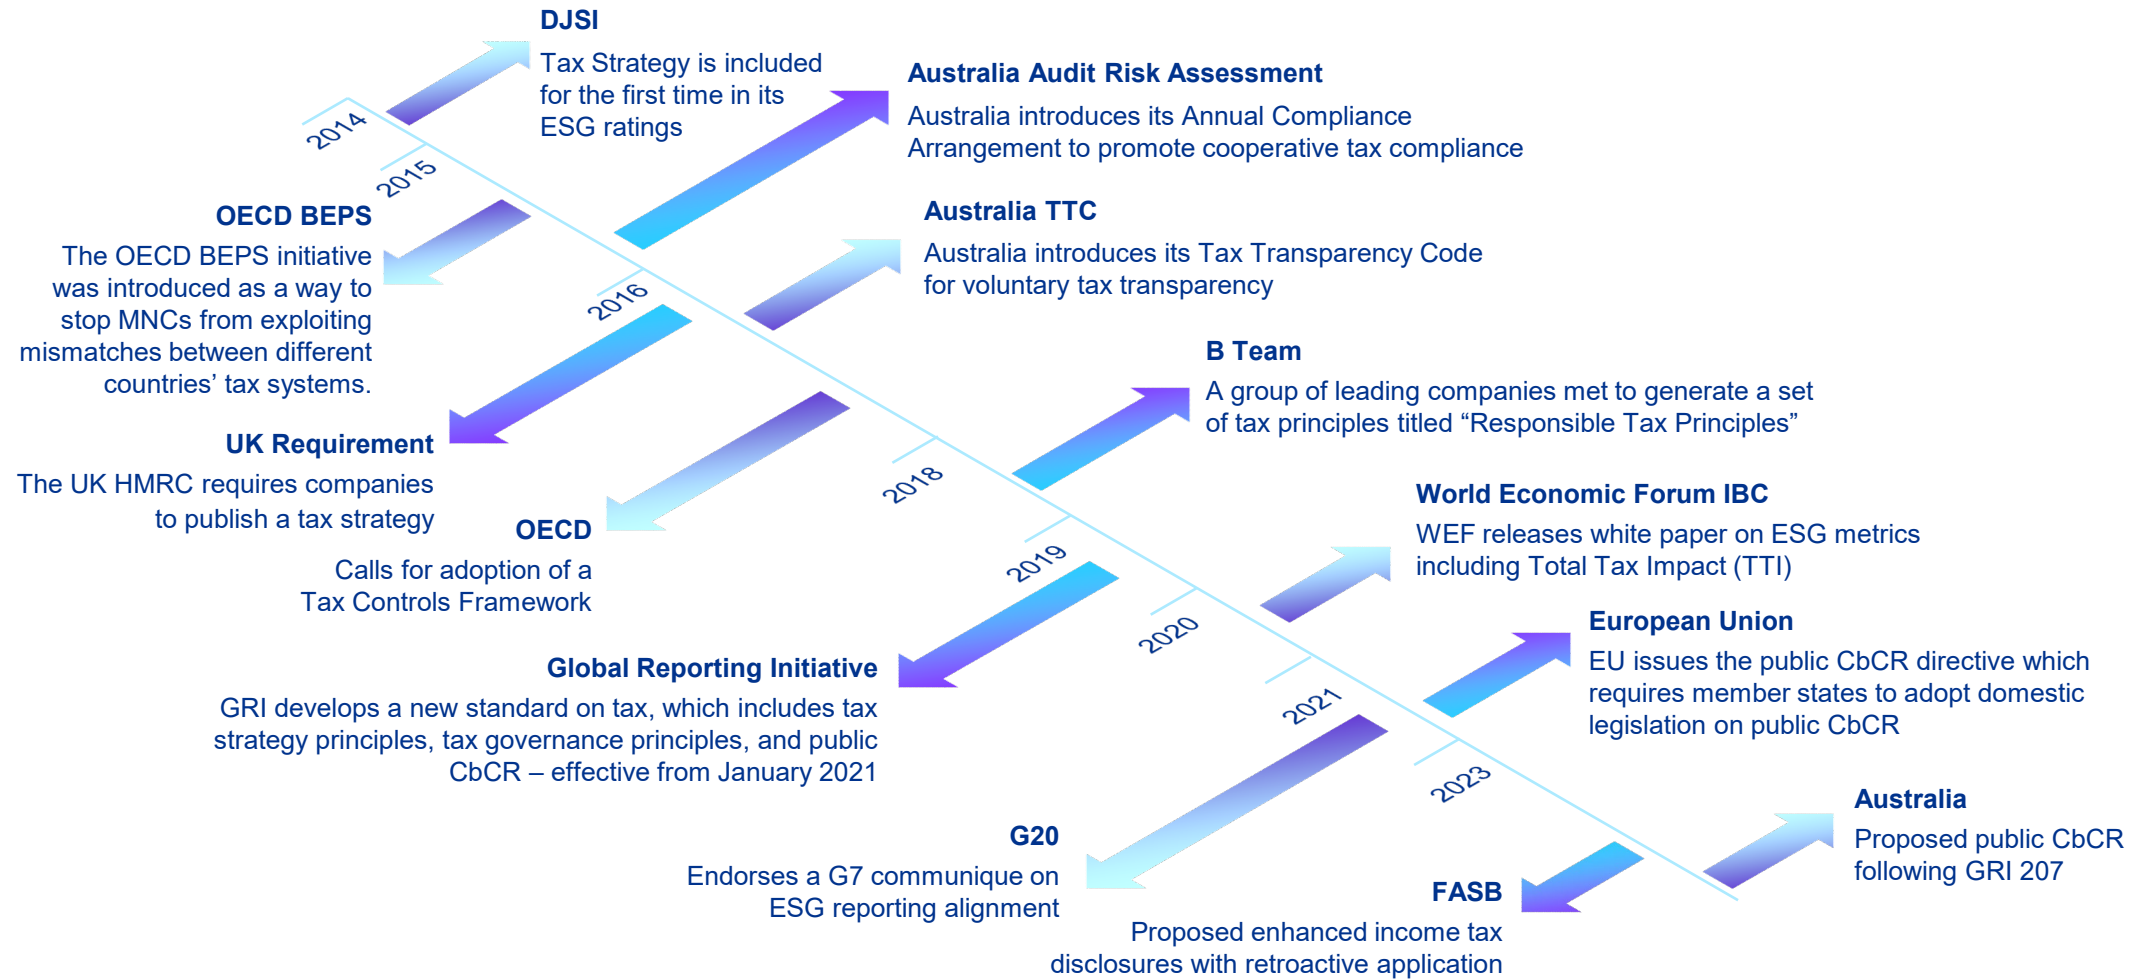 DJSI
Tax Strategy is included
for the first time in its
ESG ratings
Australia Audit Risk Assessment
Australia introduces its Annual Compliance
Arrangement to promote cooperative tax compliance
2014
2015
OECD BEPS
The OECD BEPS initiative
was introduced as a way to
stop MNCs from exploiting
mismatches between different
countries’ tax systems.
Australia TTC
Australia introduces its Tax Transparency Code
for voluntary tax transparency
2016
UK Requirement
The UK HMRC requires companies
to publish a tax strategy
B Team
A group of leading companies met to generate a set
of tax principles titled “Responsible Tax Principles”
OECD
Calls for adoption of a
Tax Controls Framework
2018
World Economic Forum IBC
WEF releases white paper on ESG metrics
including Total Tax Impact (TTI)
2019
Global Reporting Initiative
GRI develops a new standard on tax, which includes tax
strategy principles, tax governance principles, and public
CbCR – effective from January 2021
2020
European Union
EU issues the public CbCR directive which
requires member states to adopt domestic
legislation on public CbCR
2021
G20
Endorses a G7 communique on
ESG reporting alignment
2023
Australia
Proposed public CbCR
following GRI 207
FASB
Proposed enhanced income tax
disclosures with retroactive application